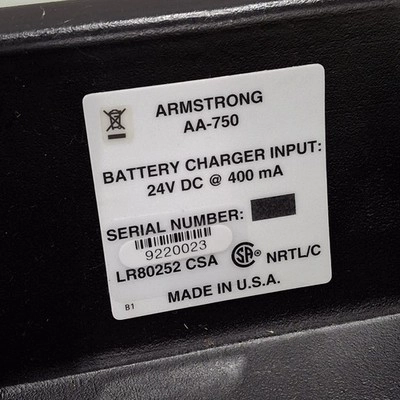 ARMSTRONG
AA-750
BATTERY CHARGER INPUT:
24V DC @ 400 mA
SERIAL NUMBER:
9220023
LR80252 CSA SA NRTL/C
MADE IN U.S.A.
B1